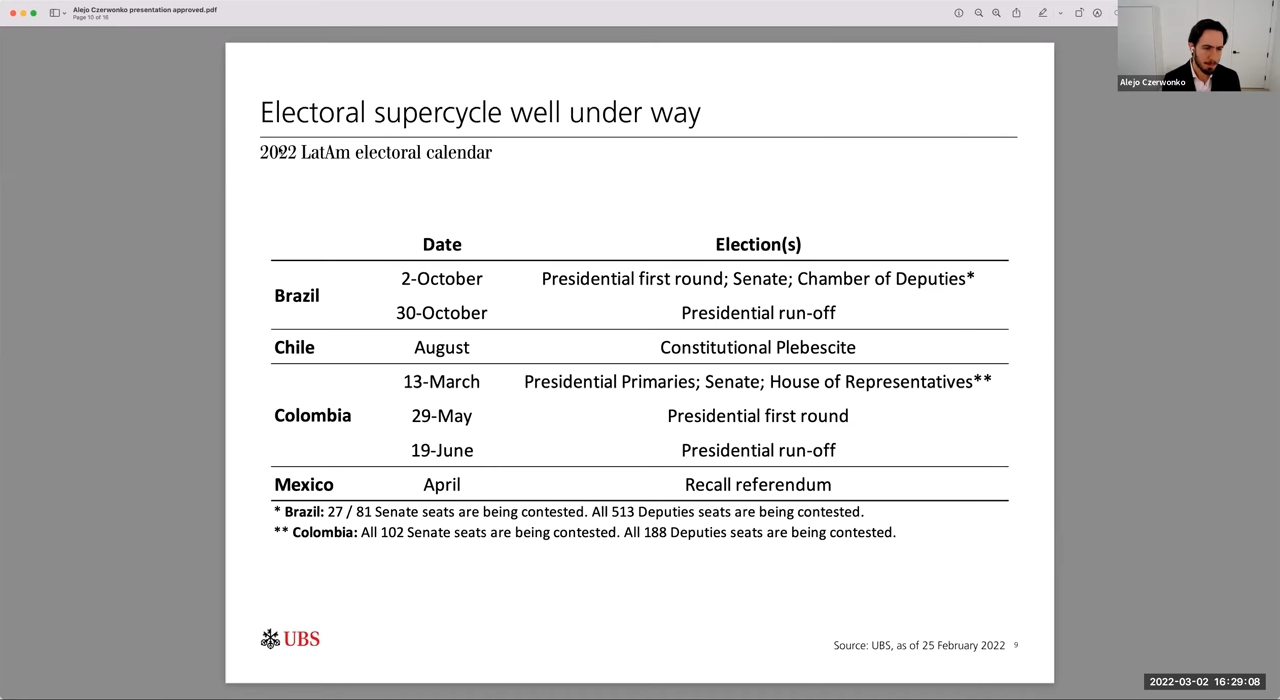 Alejo Czerwonko presentation approved.pdf
Page 10 of 16
Alejo Czerwonko
Electoral supercycle well under way
2022 LatAm electoral calendar
Date Election(s)
Brazil
2-October Presidential first round; Senate; Chamber of Deputies*
30-October Presidential run-off
Chile August Constitutional Plebescite
13-March Presidential Primaries; Senate; House of Representatives**
Colombia 29-May Presidential first round
19-June Presidential run-off
Mexico April Recall referendum
* Brazil: 27 / 81 Senate seats are being contested. All 513 Deputies seats are being contested.
** Colombia: All 102 Senate seats are being contested. All 188 Deputies seats are being contested.
UBS
Source: UBS, as of 25 February 2022 9
2022-03-02 16:29:08